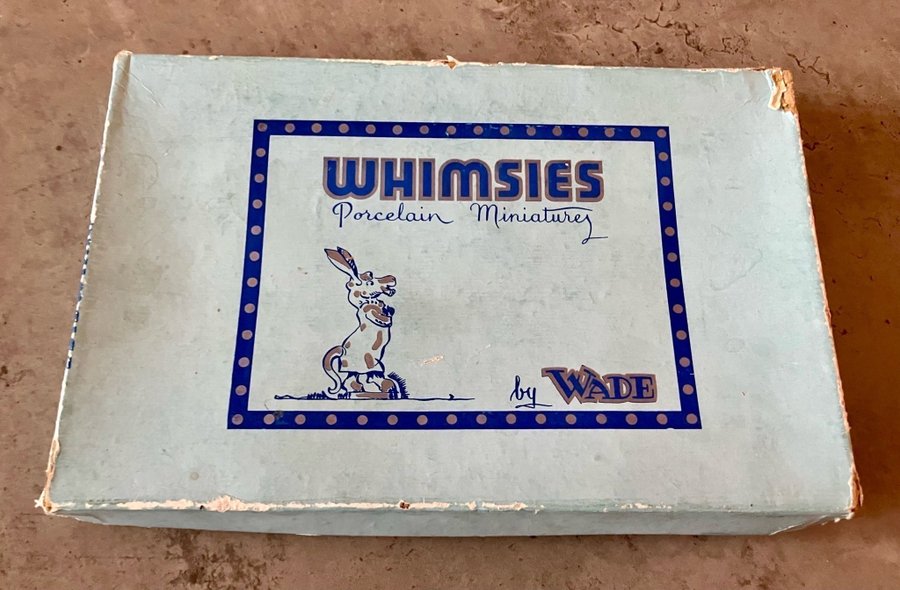 WHIMSIES
Porcelain Miniatures
by WADE